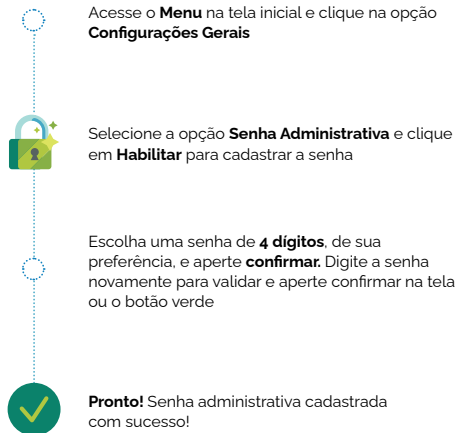 Acesse o Menu na tela inicial e clique na opção
Configurações Gerais
Selecione a opção Senha Administrativa e clique
em Habilitar para cadastrar a senha
Escolha uma senha de 4 dígitos, de sua
preferência, e aperte confirmar. Digite a senha
novamente para validar e aperte confirmar na tela
ou o botão verde
Pronto! Senha administrativa cadastrada
com sucesso!